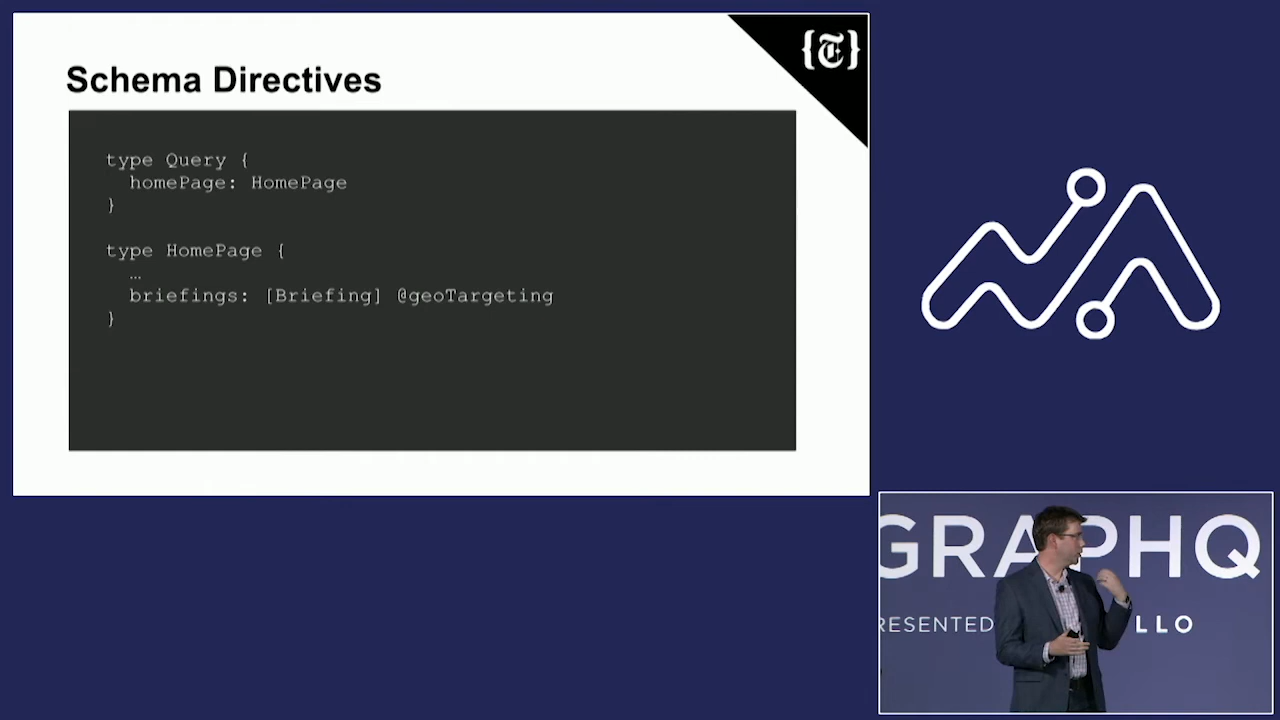 Schema Directives
{T}
type Query {
homePage: HomePage
}
type HomePage {
…
briefings: [Briefing] @geoTargeting
}
GRAPHQ
RESENTED
LLO